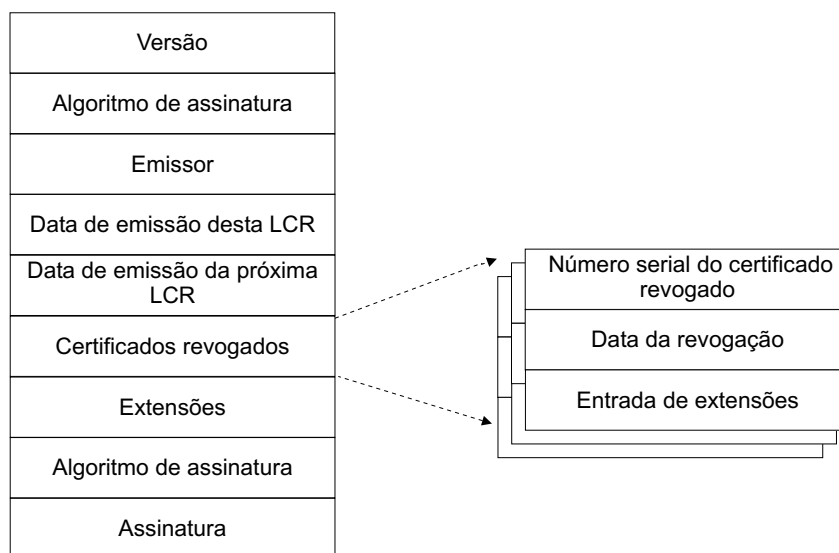 Versão
Algoritmo de assinatura
Emissor
Data de emissão desta LCR
Data de emissão da próxima
LCR
Certificados revogados
Extensões
Algoritmo de assinatura
Assinatura
Número serial do certificado
revogado
Data da revogação
Entrada de extensões